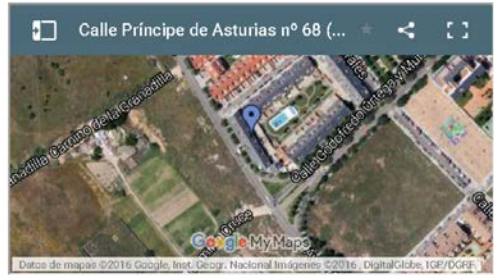 Calle Príncipe de Asturias nº 68 (...
Camino de la Granadilla
Calle Godofredo Ortega y Mu
Google My Maps
Datos de mapas ©2016 Google, Inst. Geogr. Nacional Imágenes ©2016 , DigitalGlobe, IGP/DGRF